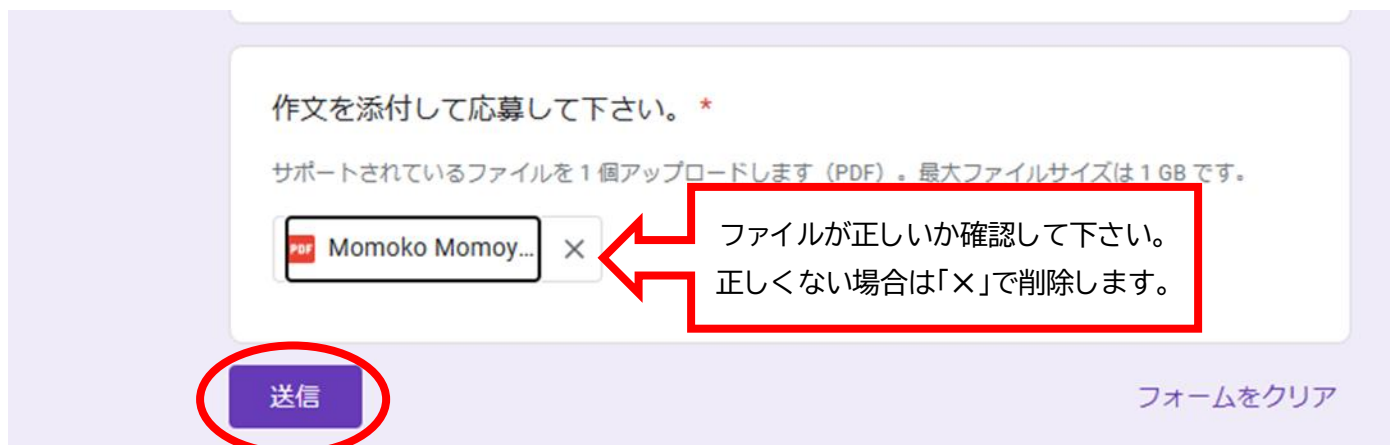 作文を添付して応募して下さい。 *
サポートされているファイルを 1 個アップロードします（PDF）。最大ファイルサイズは 1 GB です。
PDF Momoko Momoy... ×
ファイルが正しいか確認して下さい。
正しくない場合は「×」で削除します。
送信
フォームをクリア